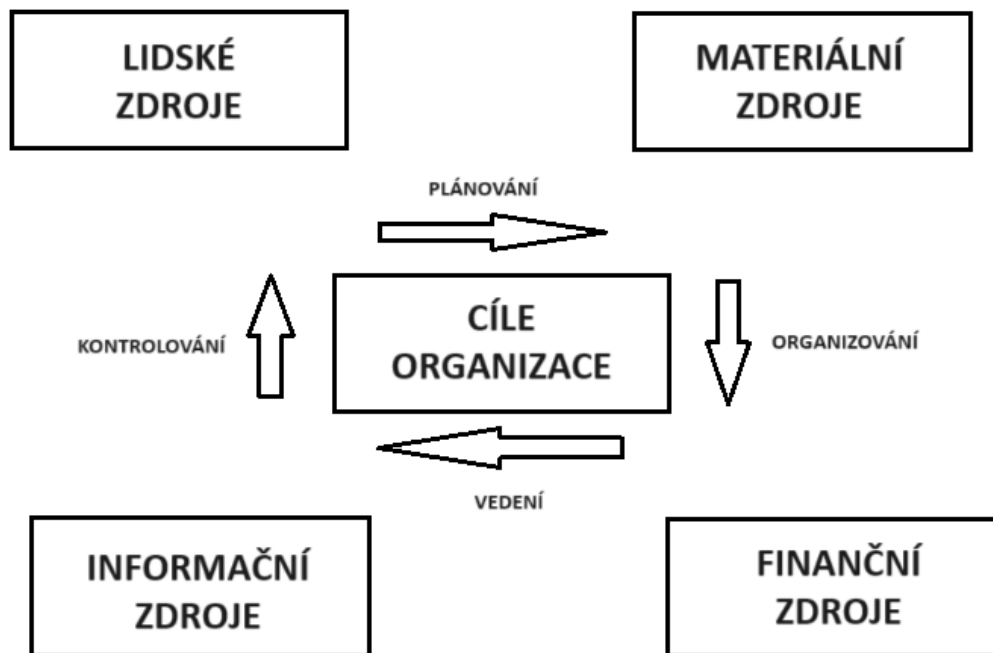 LIDSKÉ
ZDROJE
MATERIÁLNÍ
ZDROJE
PLÁNOVÁNÍ
KONTROLOVÁNÍ
CÍLE
ORGANIZACE
ORGANIZOVÁNÍ
VEDENÍ
INFORMAČNÍ
ZDROJE
FINANČNÍ
ZDROJE